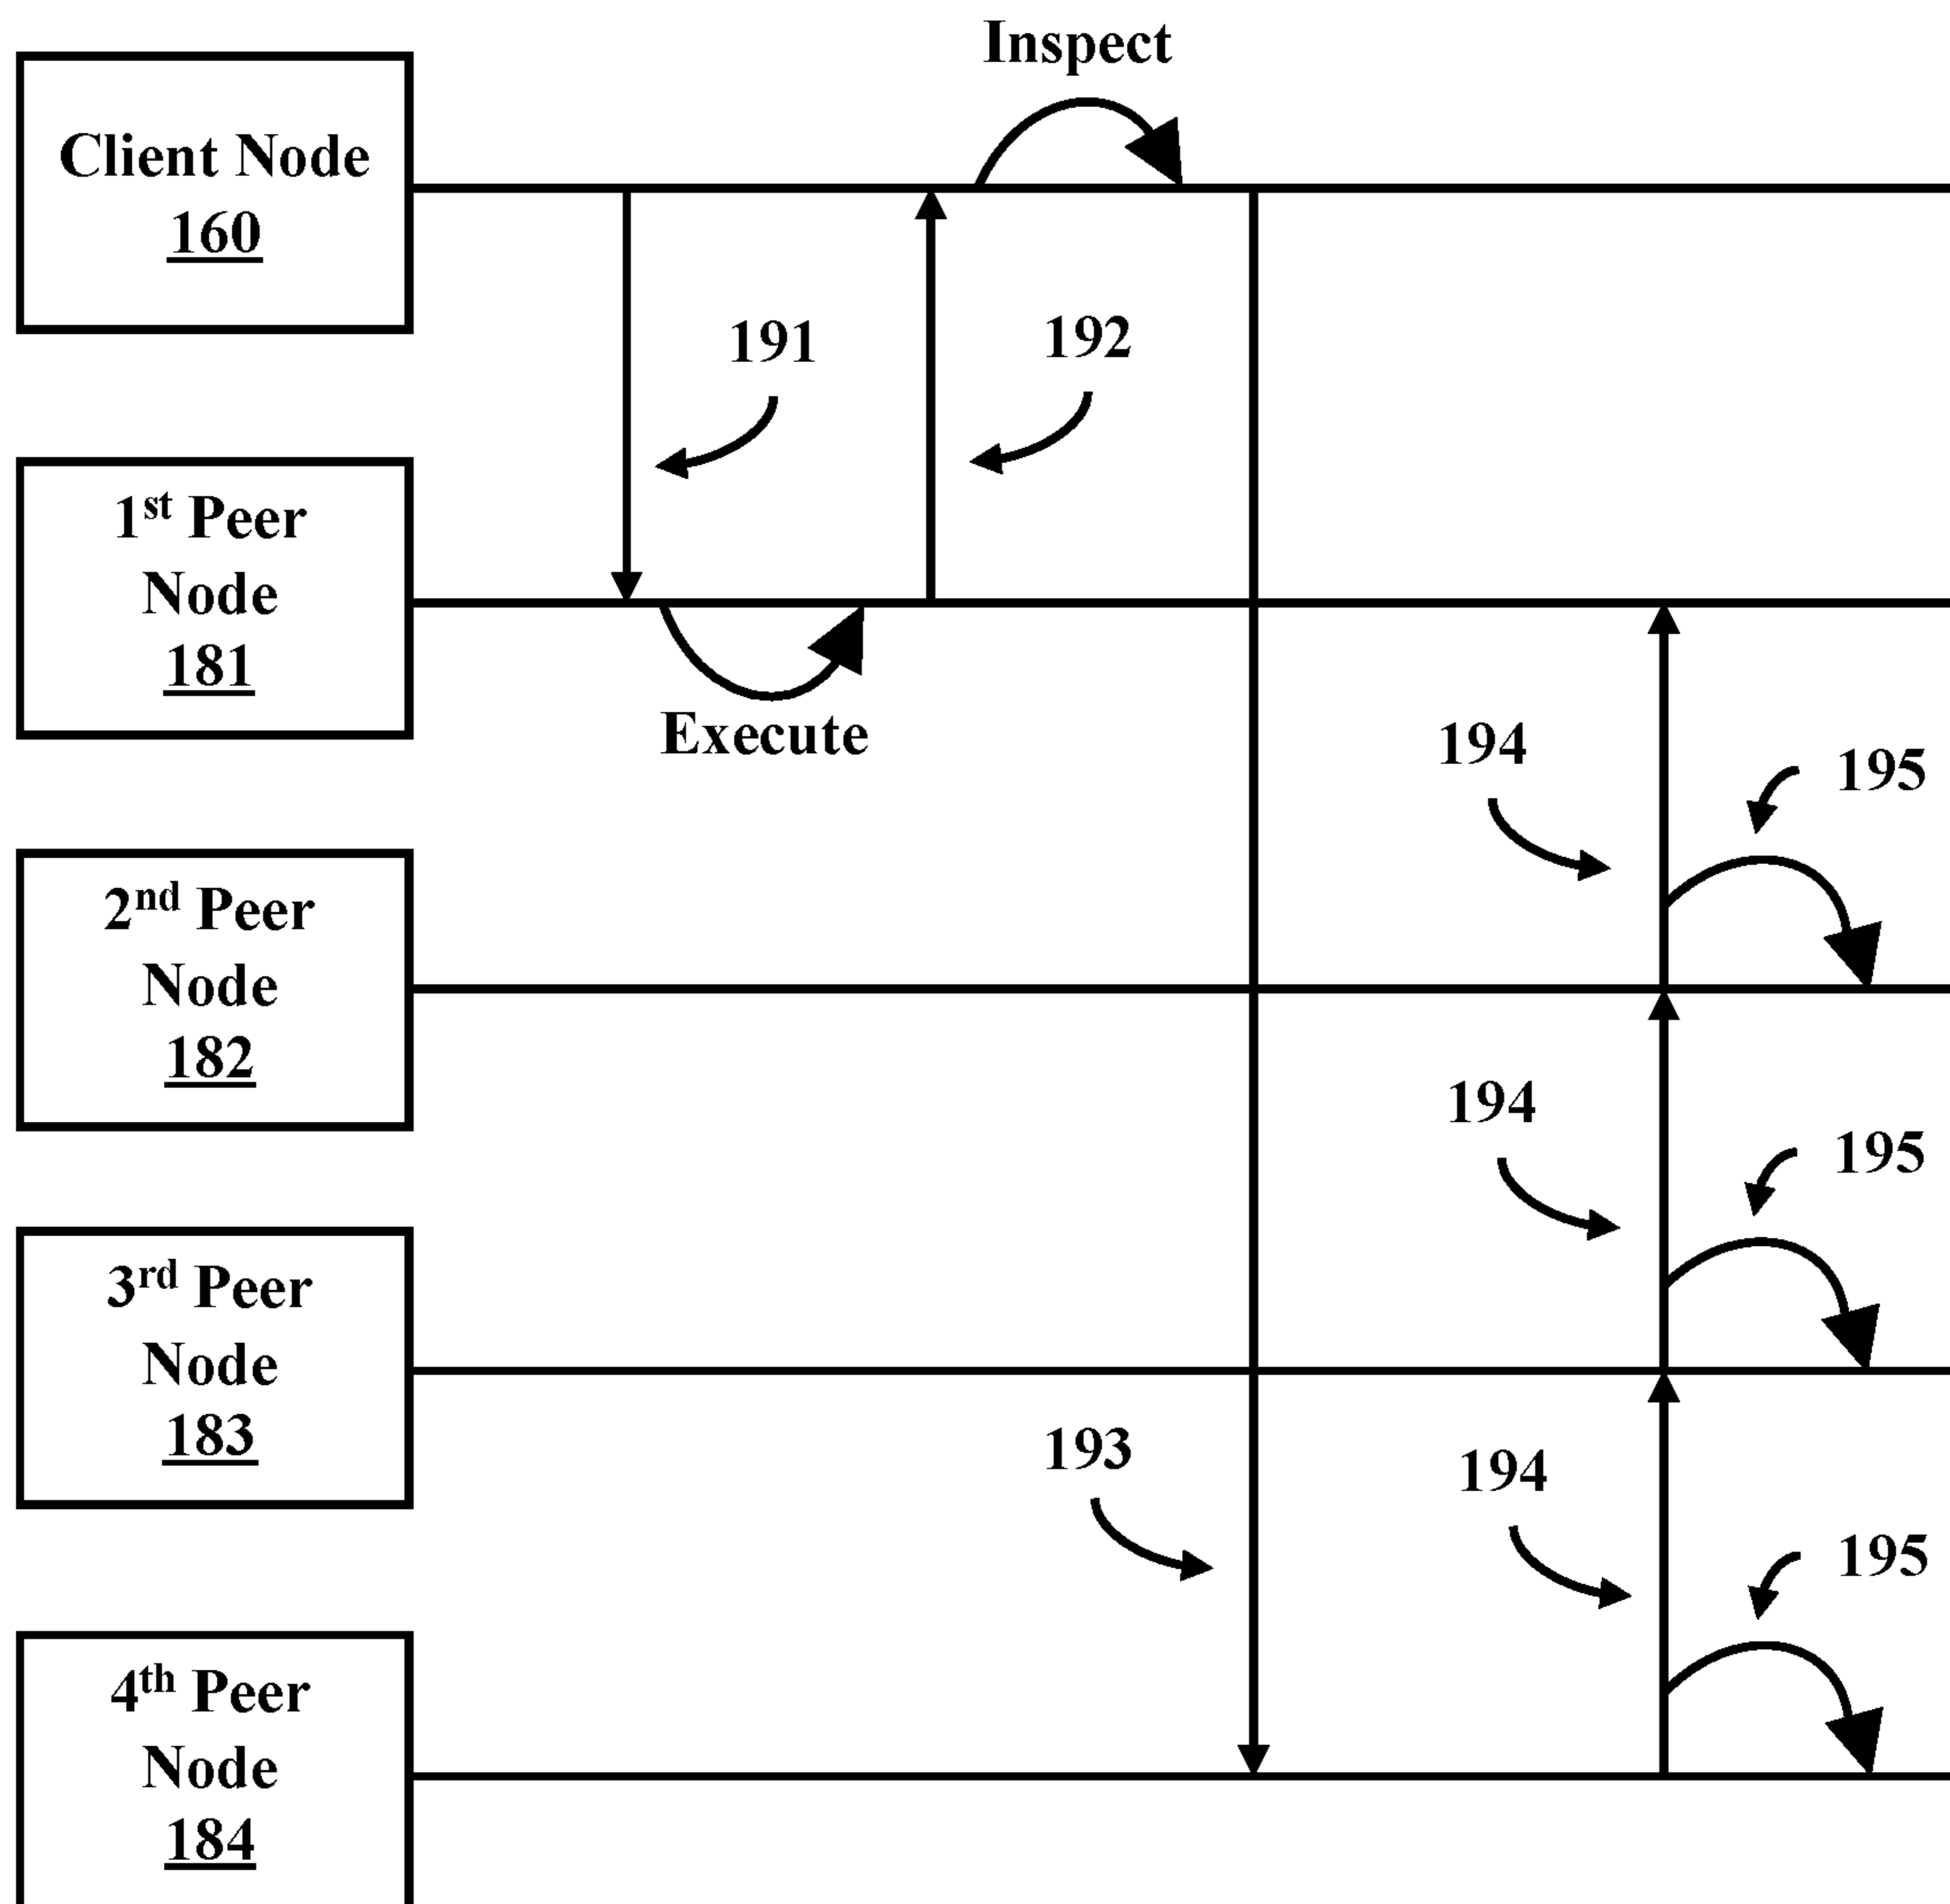 Inspect
Client Node
160
191
192
1st Peer
Node
181
Execute
194
195
2nd Peer
Node
182
194
195
3rd Peer
Node
183
193
194
195
4th Peer
Node
184